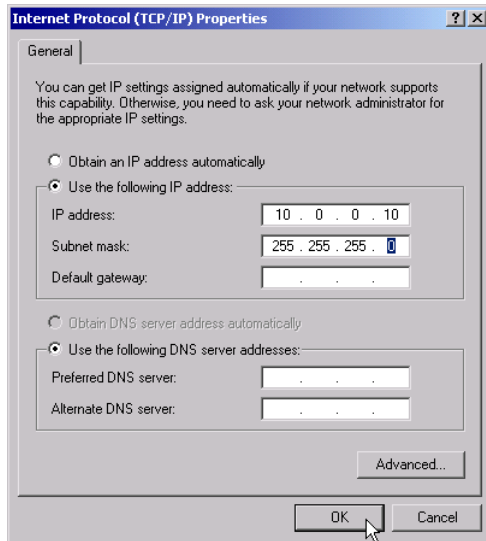 Internet Protocol (TCP/IP) Properties
General
You can get IP settings assigned automatically if your network supports
this capability. Otherwise, you need to ask your network administrator for
the appropriate IP settings.
Obtain an IP address automatically
Use the following IP address:
IP address: 10 . 0 . 0 . 10
Subnet mask: 255 . 255 . 255 . 0
Default gateway: . . .
Obtain DNS server address automatically
Use the following DNS server addresses:
Preferred DNS server: . . .
Alternate DNS server: . . .
Advanced...
OK Cancel